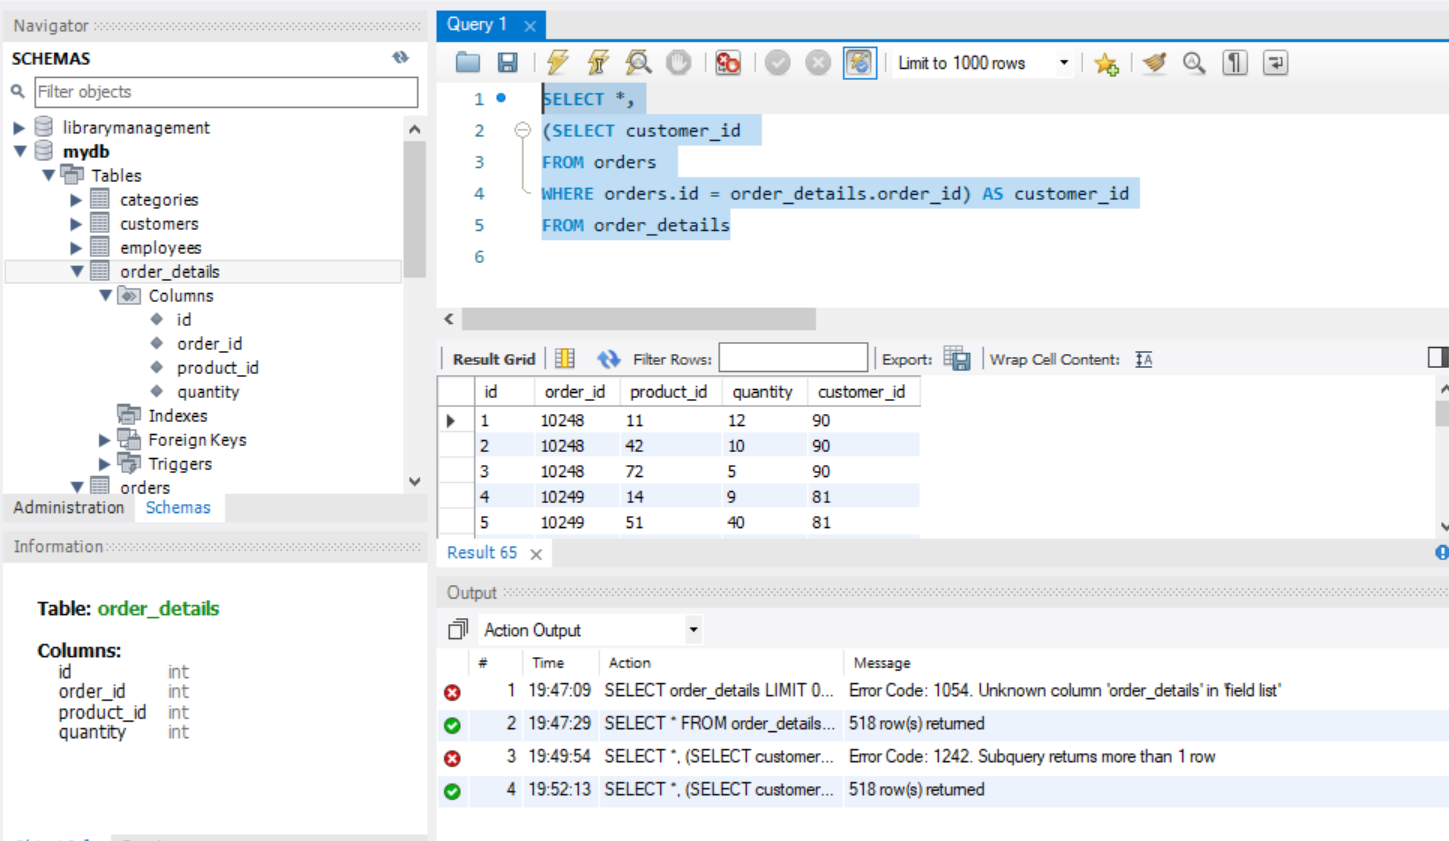 Navigator
SCHEMAS
Filter objects
librarymanagement
mydb
Tables
categories
customers
employees
order_details
Columns
id
order_id
product_id
quantity
Indexes
Foreign Keys
Triggers
orders
Administration Schemas
Information
Table: order_details
Columns:
id int
order_id int
product_id int
quantity int
Query 1
Limit to 1000 rows
1 SELECT *,
2 (SELECT customer_id
3 FROM orders
4 WHERE orders.id = order_details.order_id) AS customer_id
5 FROM order_details
6
Result Grid Filter Rows: Export: Wrap Cell Content:
id order_id product_id quantity customer_id
1 10248 11 12 90
2 10248 42 10 90
3 10248 72 5 90
4 10249 14 9 81
5 10249 51 40 81
Result 65
Output
Action Output
# Time Action Message
1 19:47:09 SELECT order_details LIMIT 0... Error Code: 1054. Unknown column 'order_details' in 'field list'
2 19:47:29 SELECT * FROM order_details... 518 row(s) returned
3 19:49:54 SELECT *, (SELECT customer... Error Code: 1242. Subquery returns more than 1 row
4 19:52:13 SELECT *, (SELECT customer... 518 row(s) returned